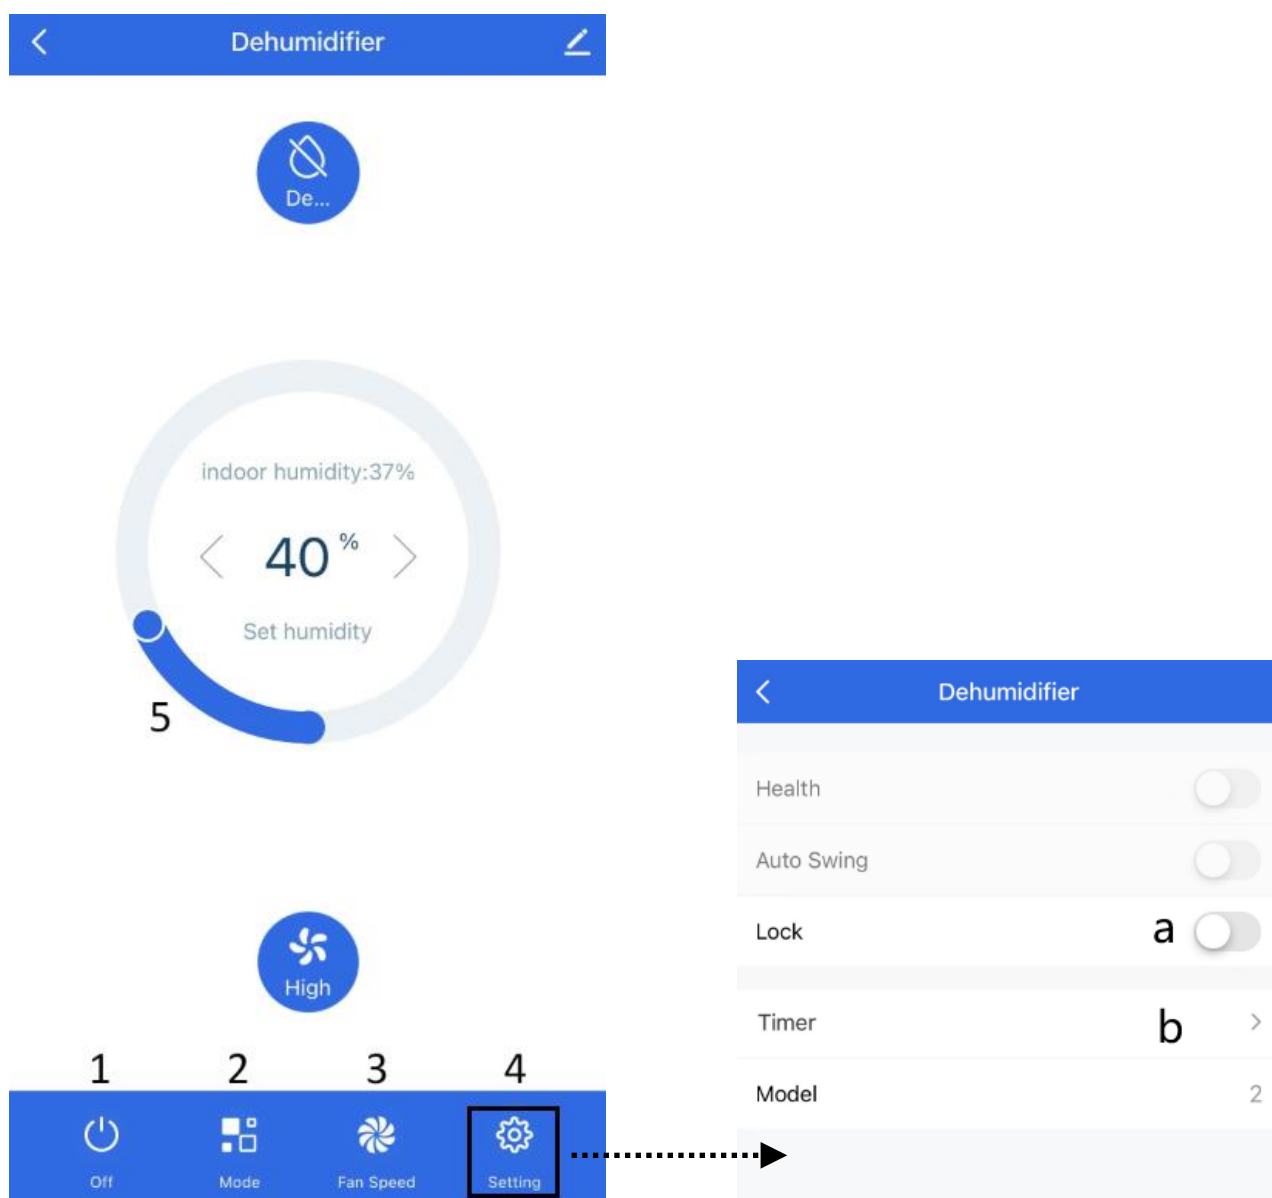 Dehumidifier
De...
indoor humidity:37%
40 %
Set humidity
5
High
1 2 3 4
Off Mode Fan Speed Setting
Dehumidifier
Health
Auto Swing
Lock a
Timer b
Model 2